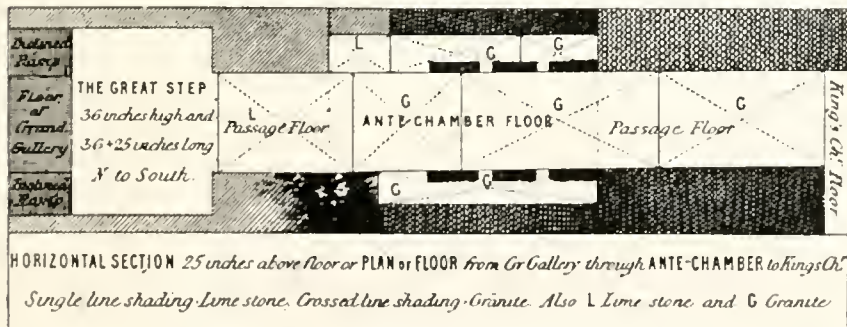 Inclined
Ramp
Floor
of
Grand
Gallery
Inclined
Ramp
THE GREAT STEP
36 inches high and
36+25 inches long
N to South.
L
Passage Floor
L
G
G
G
ANTE-CHAMBER FLOOR
G
G
Passage Floor
G
G
G
King's Chr Floor
HORIZONTAL SECTION 25 inches above floor or PLAN of FLOOR from Gr Gallery through ANTE-CHAMBER to Kings Chr
Single line shading·Lime stone. Crossed line shading·Granite. Also L Lime stone and G Granite